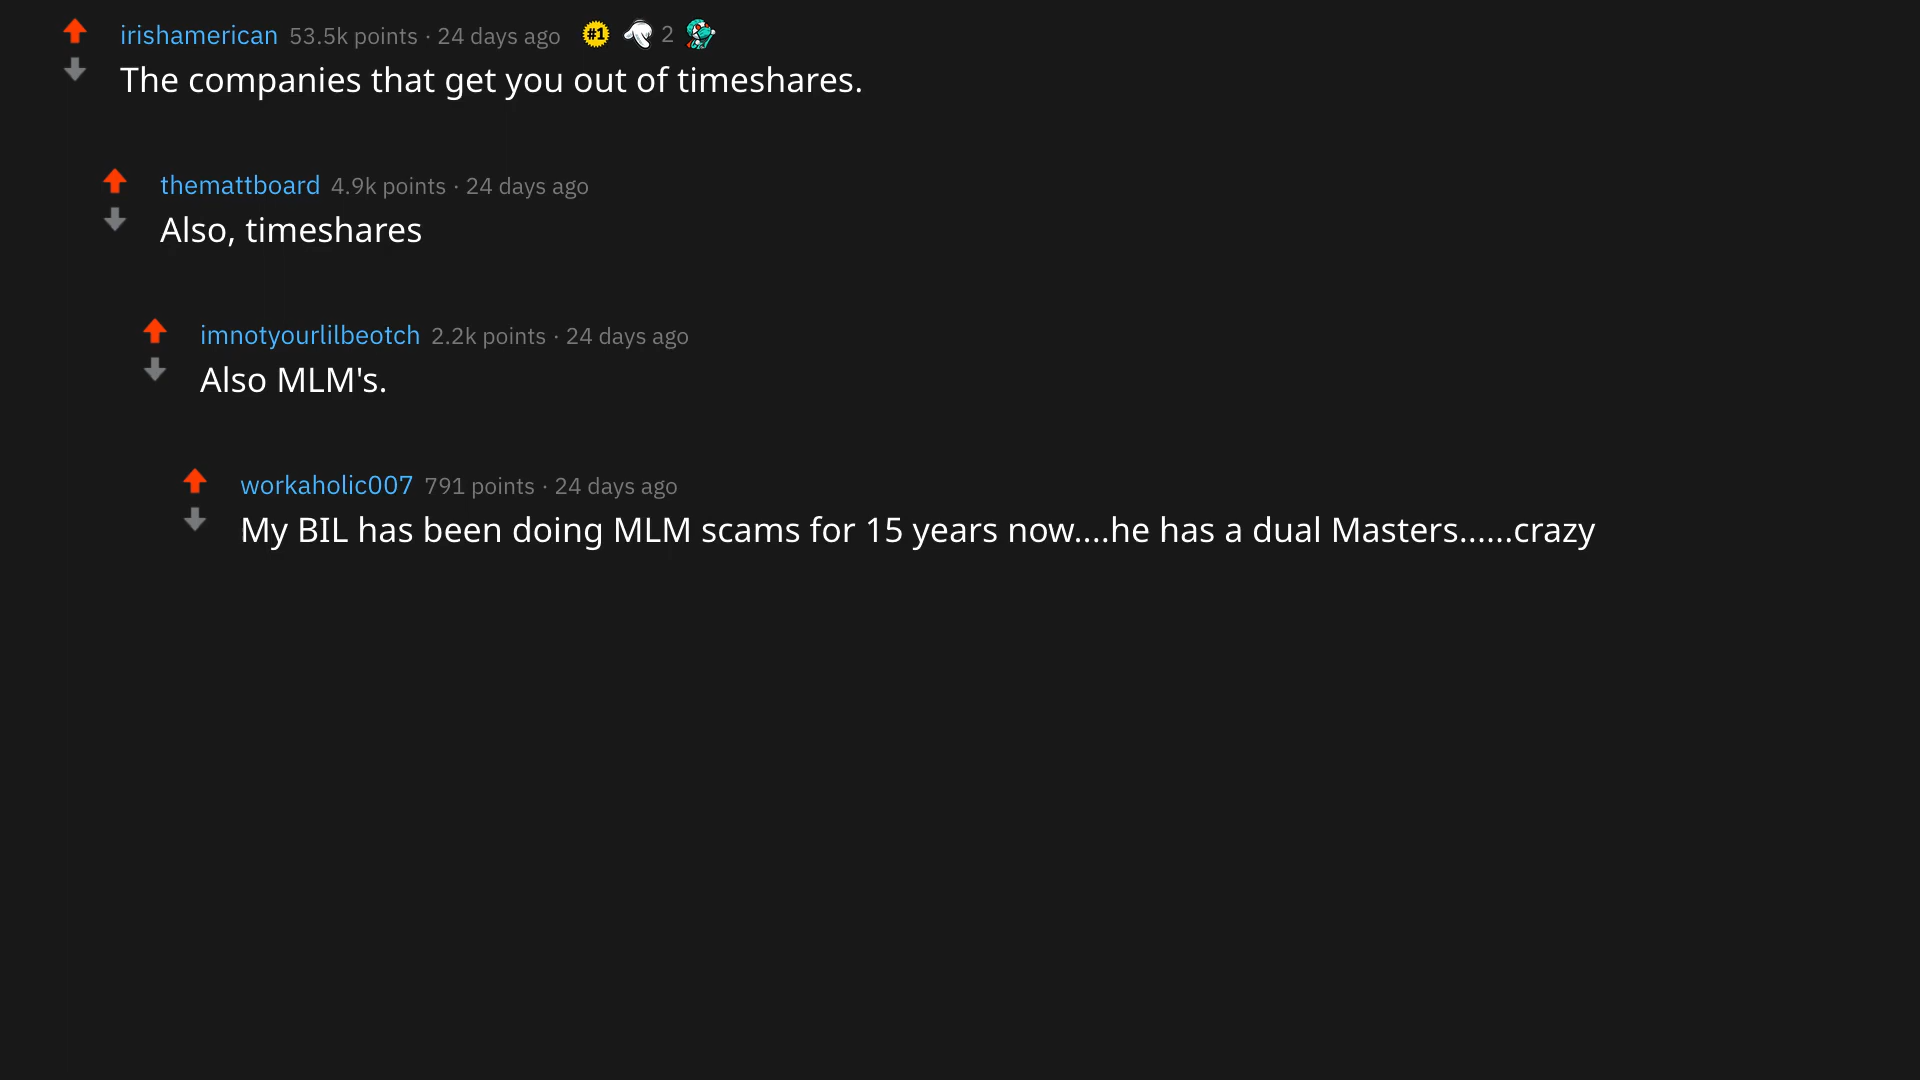 irishamerican 53.5k points · 24 days ago #1 2
The companies that get you out of timeshares.
themattboard 4.9k points · 24 days ago
Also, timeshares
imnotyourlilbeotch 2.2k points · 24 days ago
Also MLM's.
workaholic007 791 points · 24 days ago
My BIL has been doing MLM scams for 15 years now....he has a dual Masters......crazy